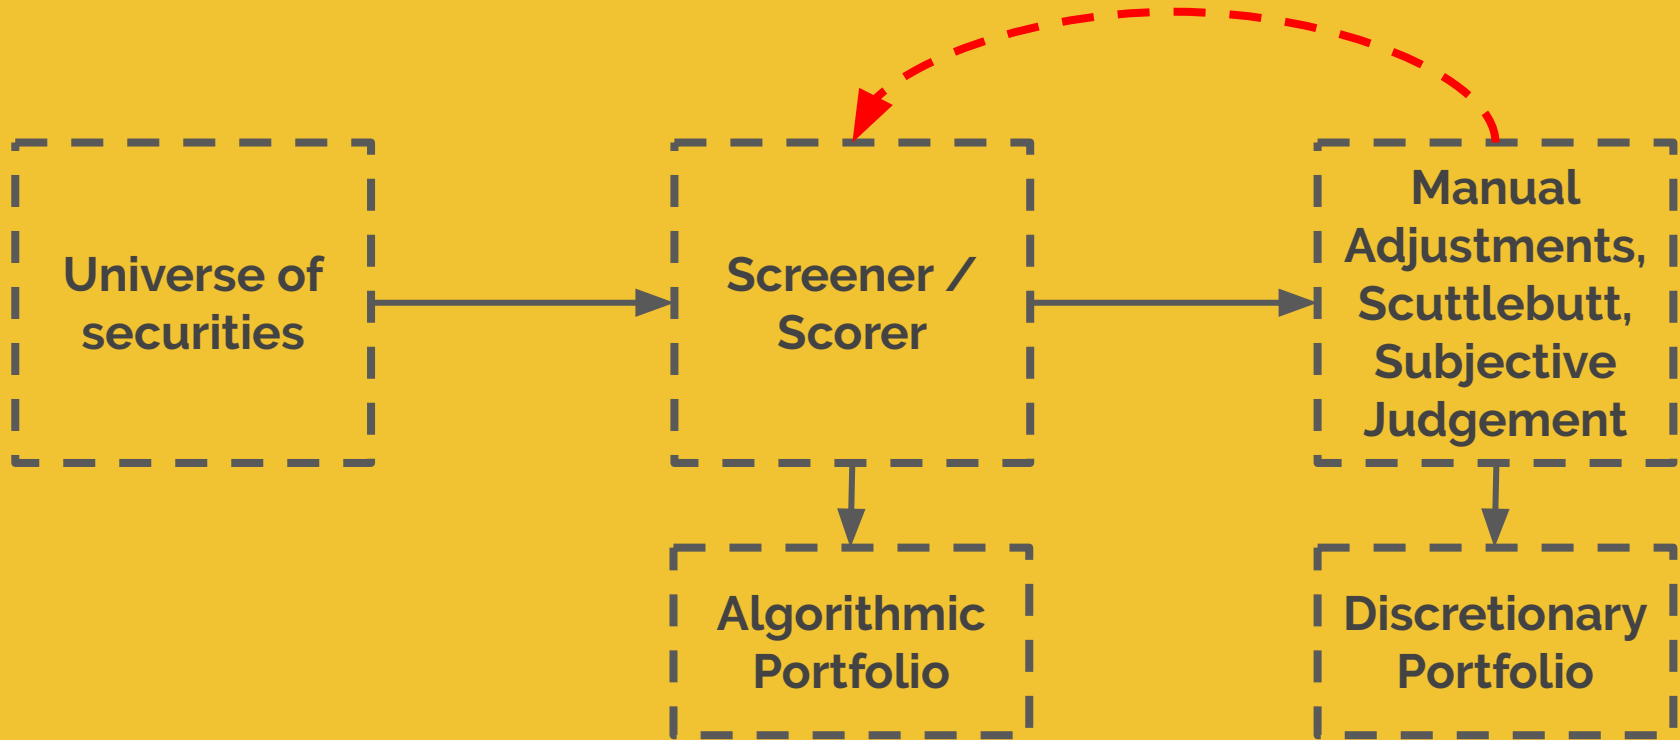 Universe of
securities
Screener /
Scorer
Manual
Adjustments,
Scuttlebutt,
Subjective
Judgement
Algorithmic
Portfolio
Discretionary
Portfolio